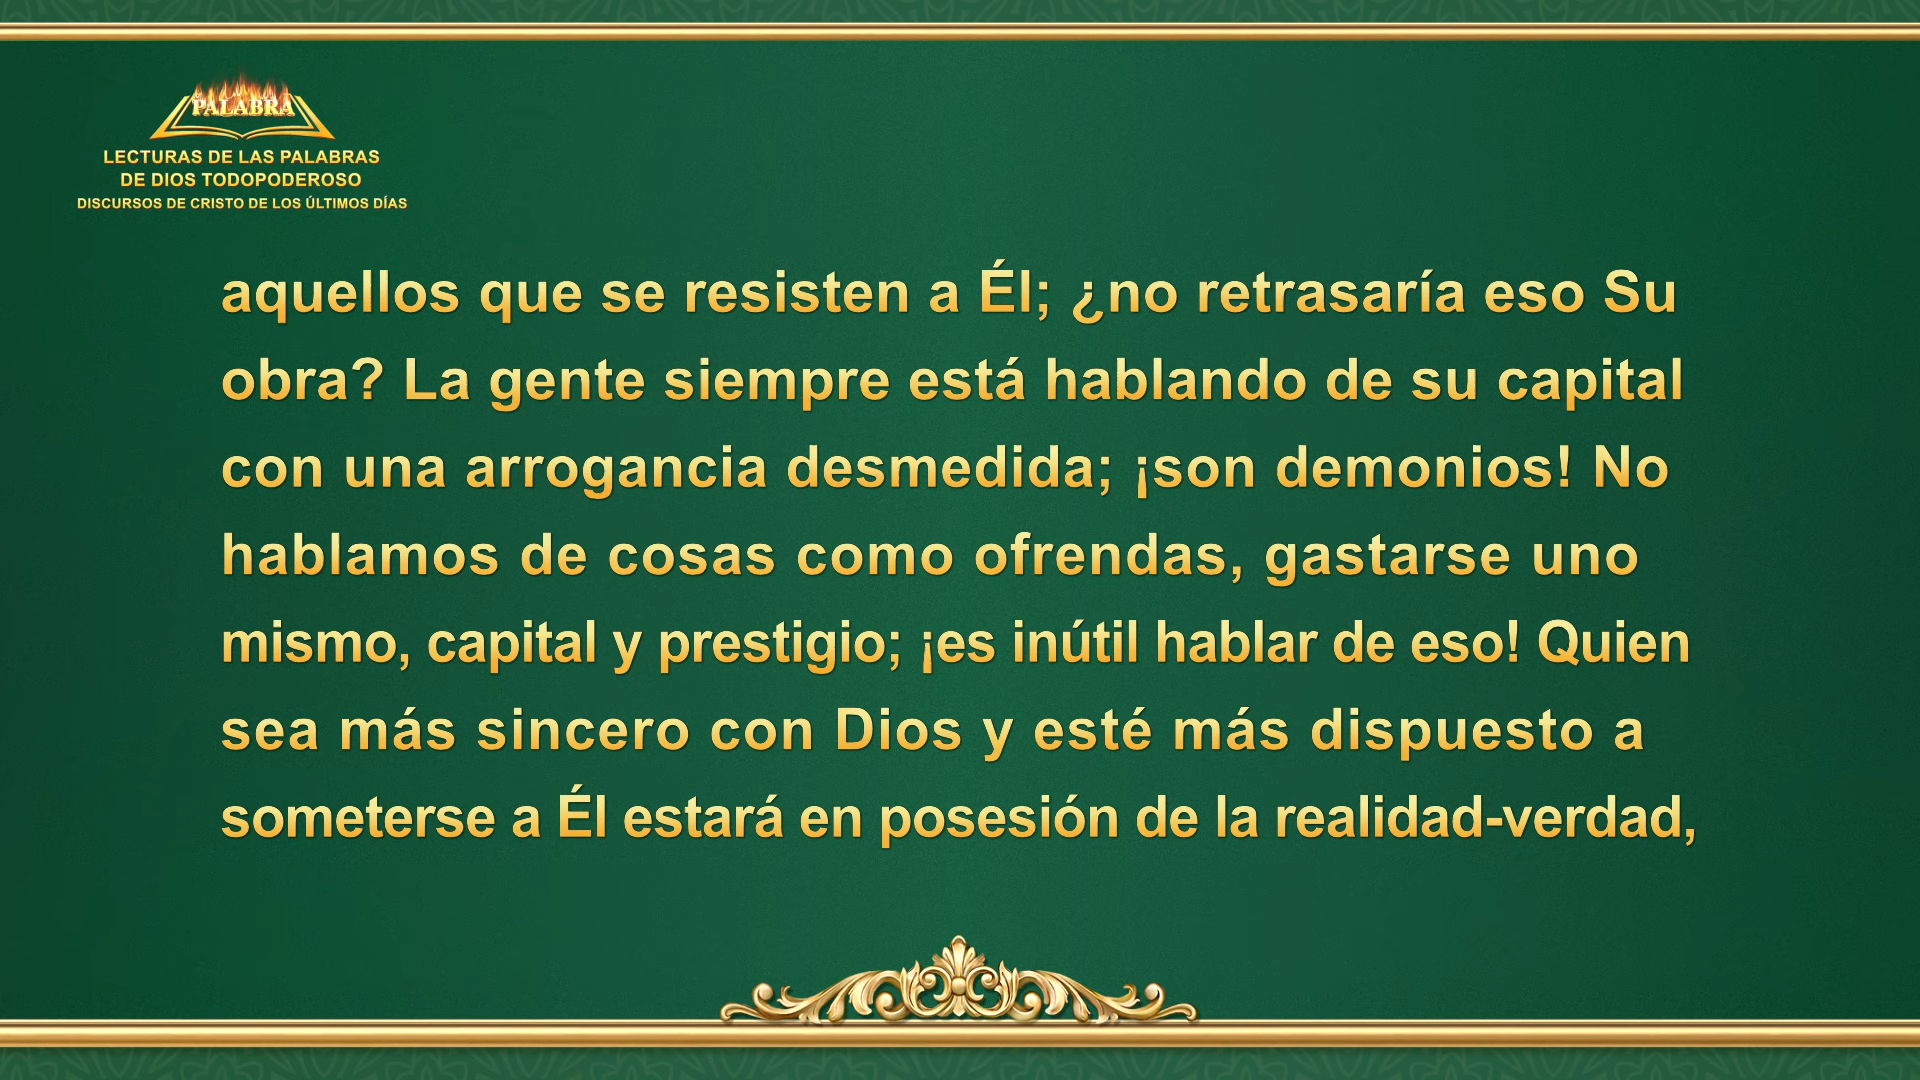 PALABRA
LECTURAS DE LAS PALABRAS
DE DIOS TODOPODEROSO
DISCURSOS DE CRISTO DE LOS ÚLTIMOS DÍAS
aquellos que se resisten a Él; ¿no retrasaría eso Su
obra? La gente siempre está hablando de su capital
con una arrogancia desmedida; ¡son demonios! No
hablamos de cosas como ofrendas, gastarse uno
mismo, capital y prestigio; ¡es inútil hablar de eso! Quien
sea más sincero con Dios y esté más dispuesto a
someterse a Él estará en posesión de la realidad-verdad,